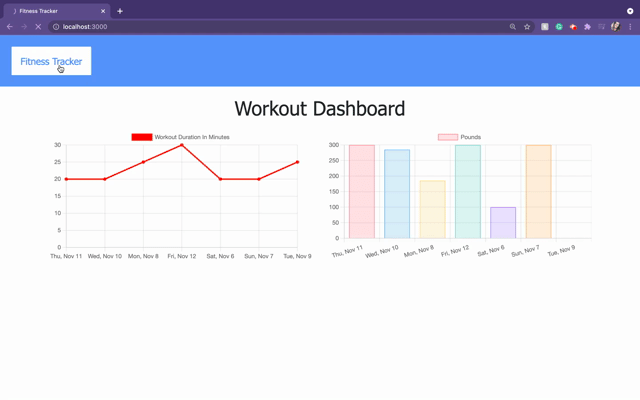 Fitness Tracker
localhost:3000
Fitness Tracker
Workout Dashboard
Workout Duration In Minutes
30
25
20
15
10
5
0
Thu, Nov 11 Wed, Nov 10 Mon, Nov 8 Fri, Nov 12 Sat, Nov 6 Sun, Nov 7 Tue, Nov 9
Pounds
300
250
200
150
100
50
0
Thu, Nov 11 Wed, Nov 10 Mon, Nov 8 Fri, Nov 12 Sat, Nov 6 Sun, Nov 7 Tue, Nov 9